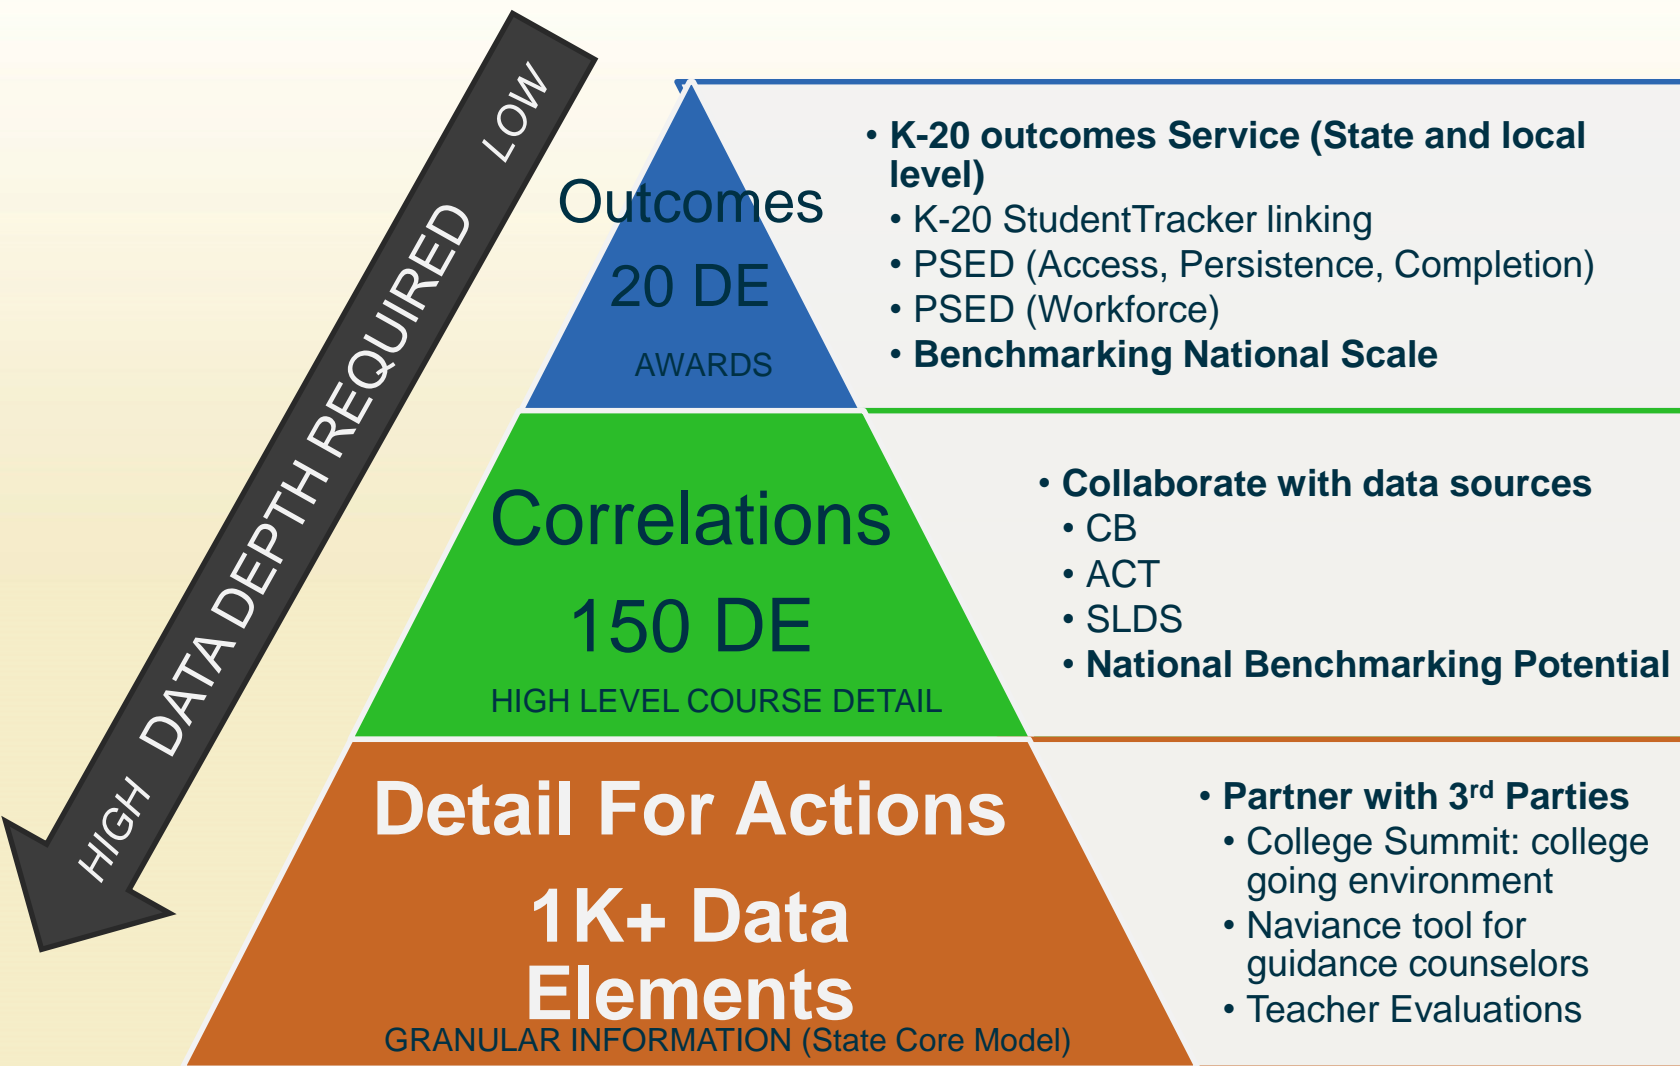 LOW
DATA DEPTH REQUIRED
HIGH
Outcomes
20 DE
AWARDS
• K-20 outcomes Service (State and local
level)
• K-20 StudentTracker linking
• PSED (Access, Persistence, Completion)
• PSED (Workforce)
• Benchmarking National Scale
Correlations
150 DE
HIGH LEVEL COURSE DETAIL
• Collaborate with data sources
• CB
• ACT
• SLDS
• National Benchmarking Potential
Detail For Actions
1K+ Data
Elements
GRANULAR INFORMATION (State Core Model)
• Partner with 3rd Parties
• College Summit: college
going environment
• Naviance tool for
guidance counselors
• Teacher Evaluations